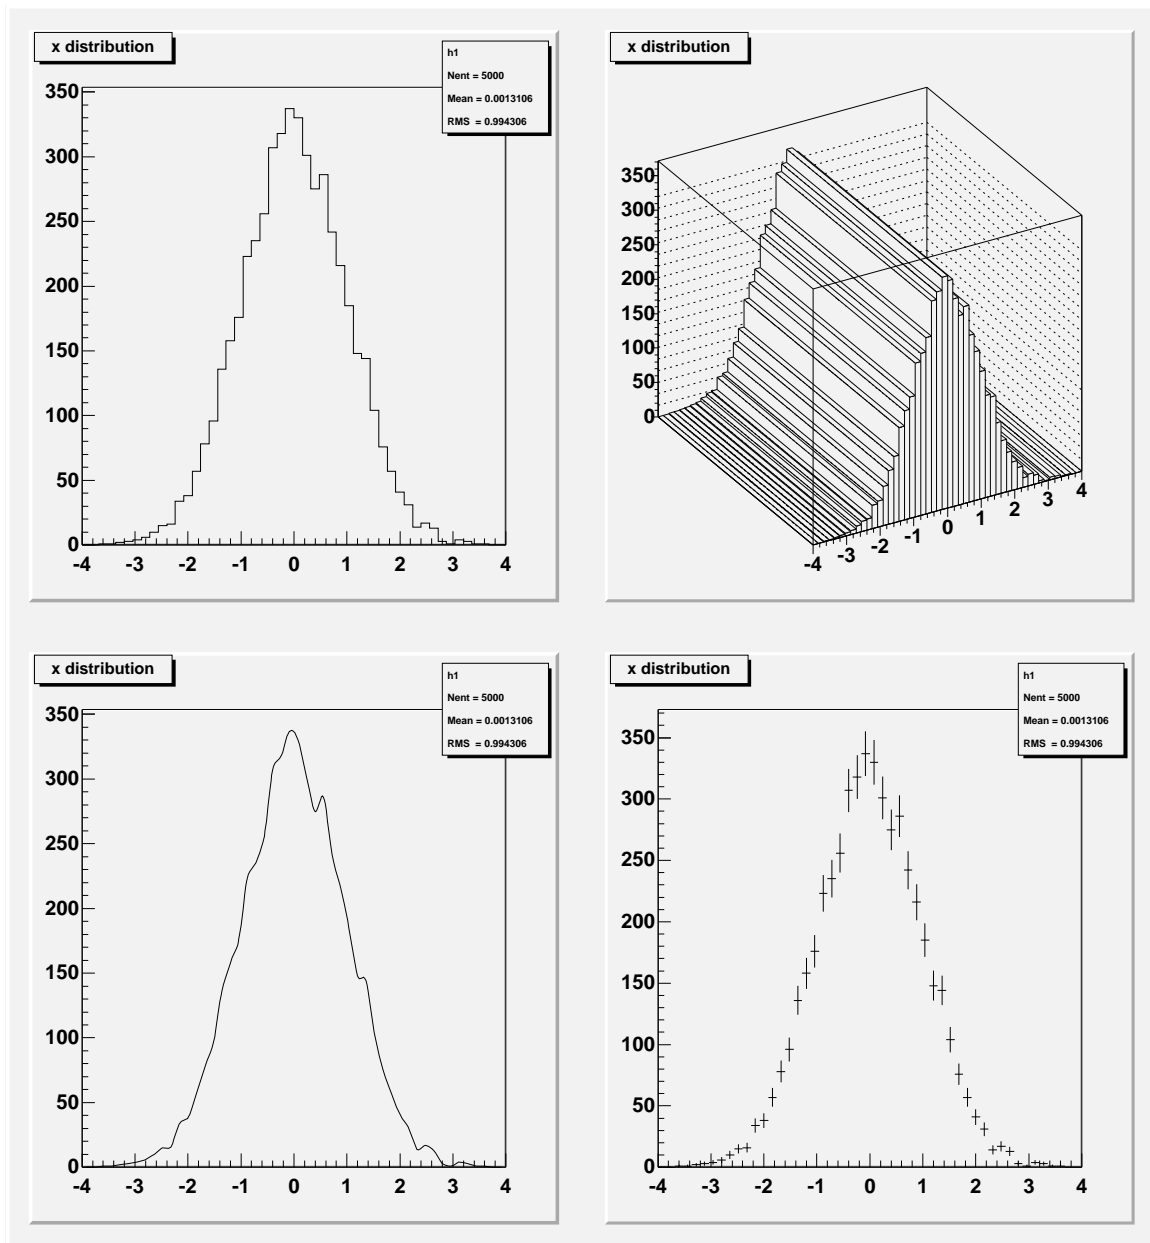 x distribution
h1
Nent = 5000
Mean = 0.0013106
RMS = 0.994306
350
300
250
200
150
100
50
0
-4 -3 -2 -1 0 1 2 3 4
x distribution
350
300
250
200
150
100
50
0
-4 -3 -2 -1 0 1 2 3 4
x distribution
h1
Nent = 5000
Mean = 0.0013106
RMS = 0.994306
350
300
250
200
150
100
50
0
-4 -3 -2 -1 0 1 2 3 4
x distribution
h1
Nent = 5000
Mean = 0.0013106
RMS = 0.994306
350
300
250
200
150
100
50
0
-4 -3 -2 -1 0 1 2 3 4